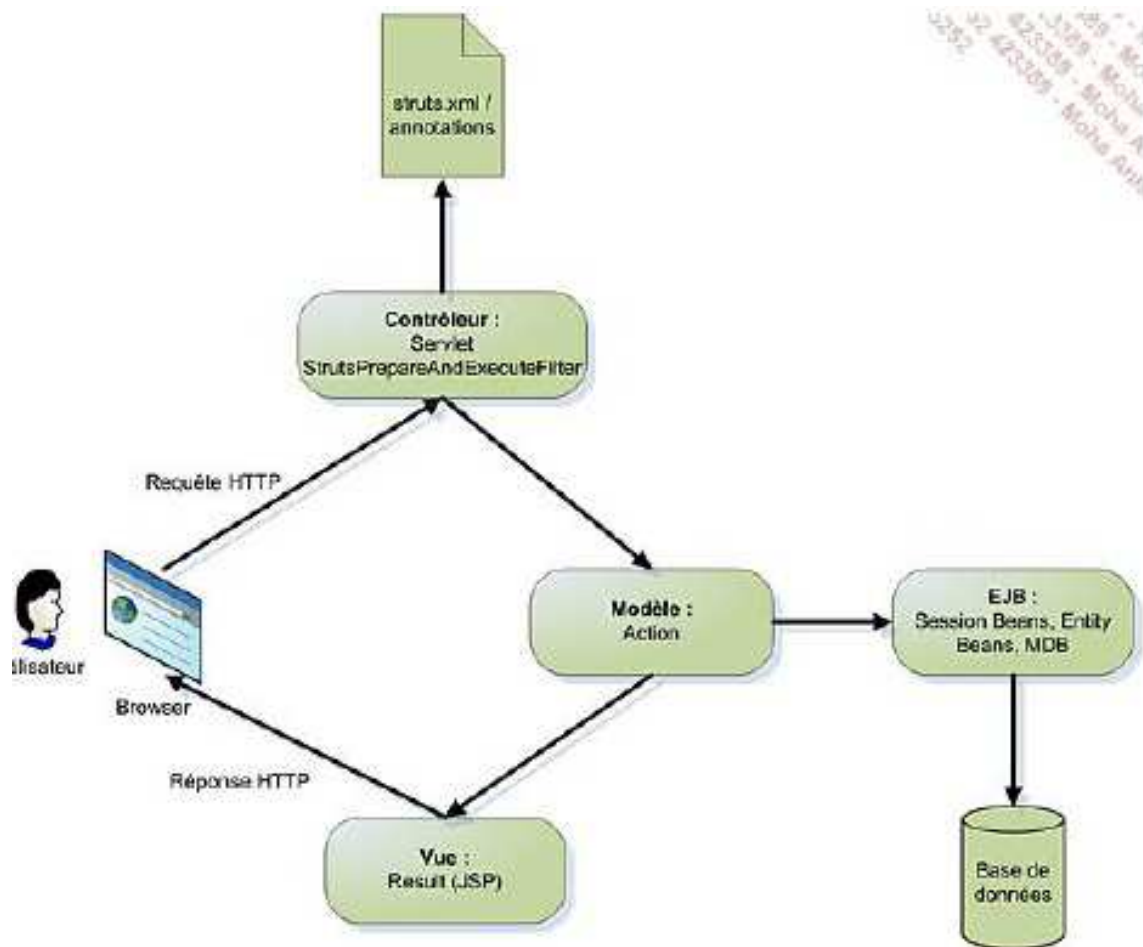 struts.xml /
annotations
Contrôleur :
Servlet
StrutsPrepareAndExecuteFilter
Requête HTTP
Modèle :
Action
EJB :
Session Beans, Entity
Beans, MDB
ilisateur
Browser
Réponse HTTP
Vue :
Result (JSP)
Base de
données